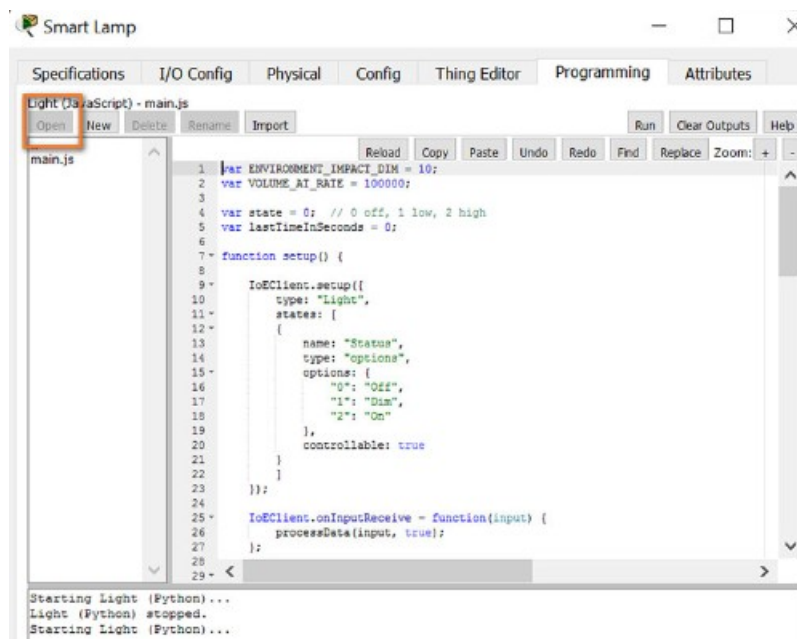 Smart Lamp
Specifications I/O Config Physical Config Thing Editor Programming Attributes
Light (JavaScript) - main.js
Open New Delete Rename Import Run Clear Outputs Help
Reload Copy Paste Undo Redo Find Replace Zoom: + -
main.js
1 var ENVIRONMENT_IMPACT_DIM = 10;
2 var VOLUME_AT_RATE = 100000;
3
4 var state = 0; // 0 off, 1 low, 2 high
5 var lastTimeInSeconds = 0;
6
7 function setup() {
8
9 IoEClient.setup({
10 type: "Light",
11 states: [
12 {
13 name: "Status",
14 type: "options",
15 options: {
16 "0": "Off",
17 "1": "Dim",
18 "2": "On"
19 },
20 controllable: true
21 }
22 ]
23 });
24
25 IoEClient.onInputReceive = function(input) {
26 processData(input, true);
27 };
28
29
Starting Light (Python)...
Light (Python) stopped.
Starting Light (Python)...